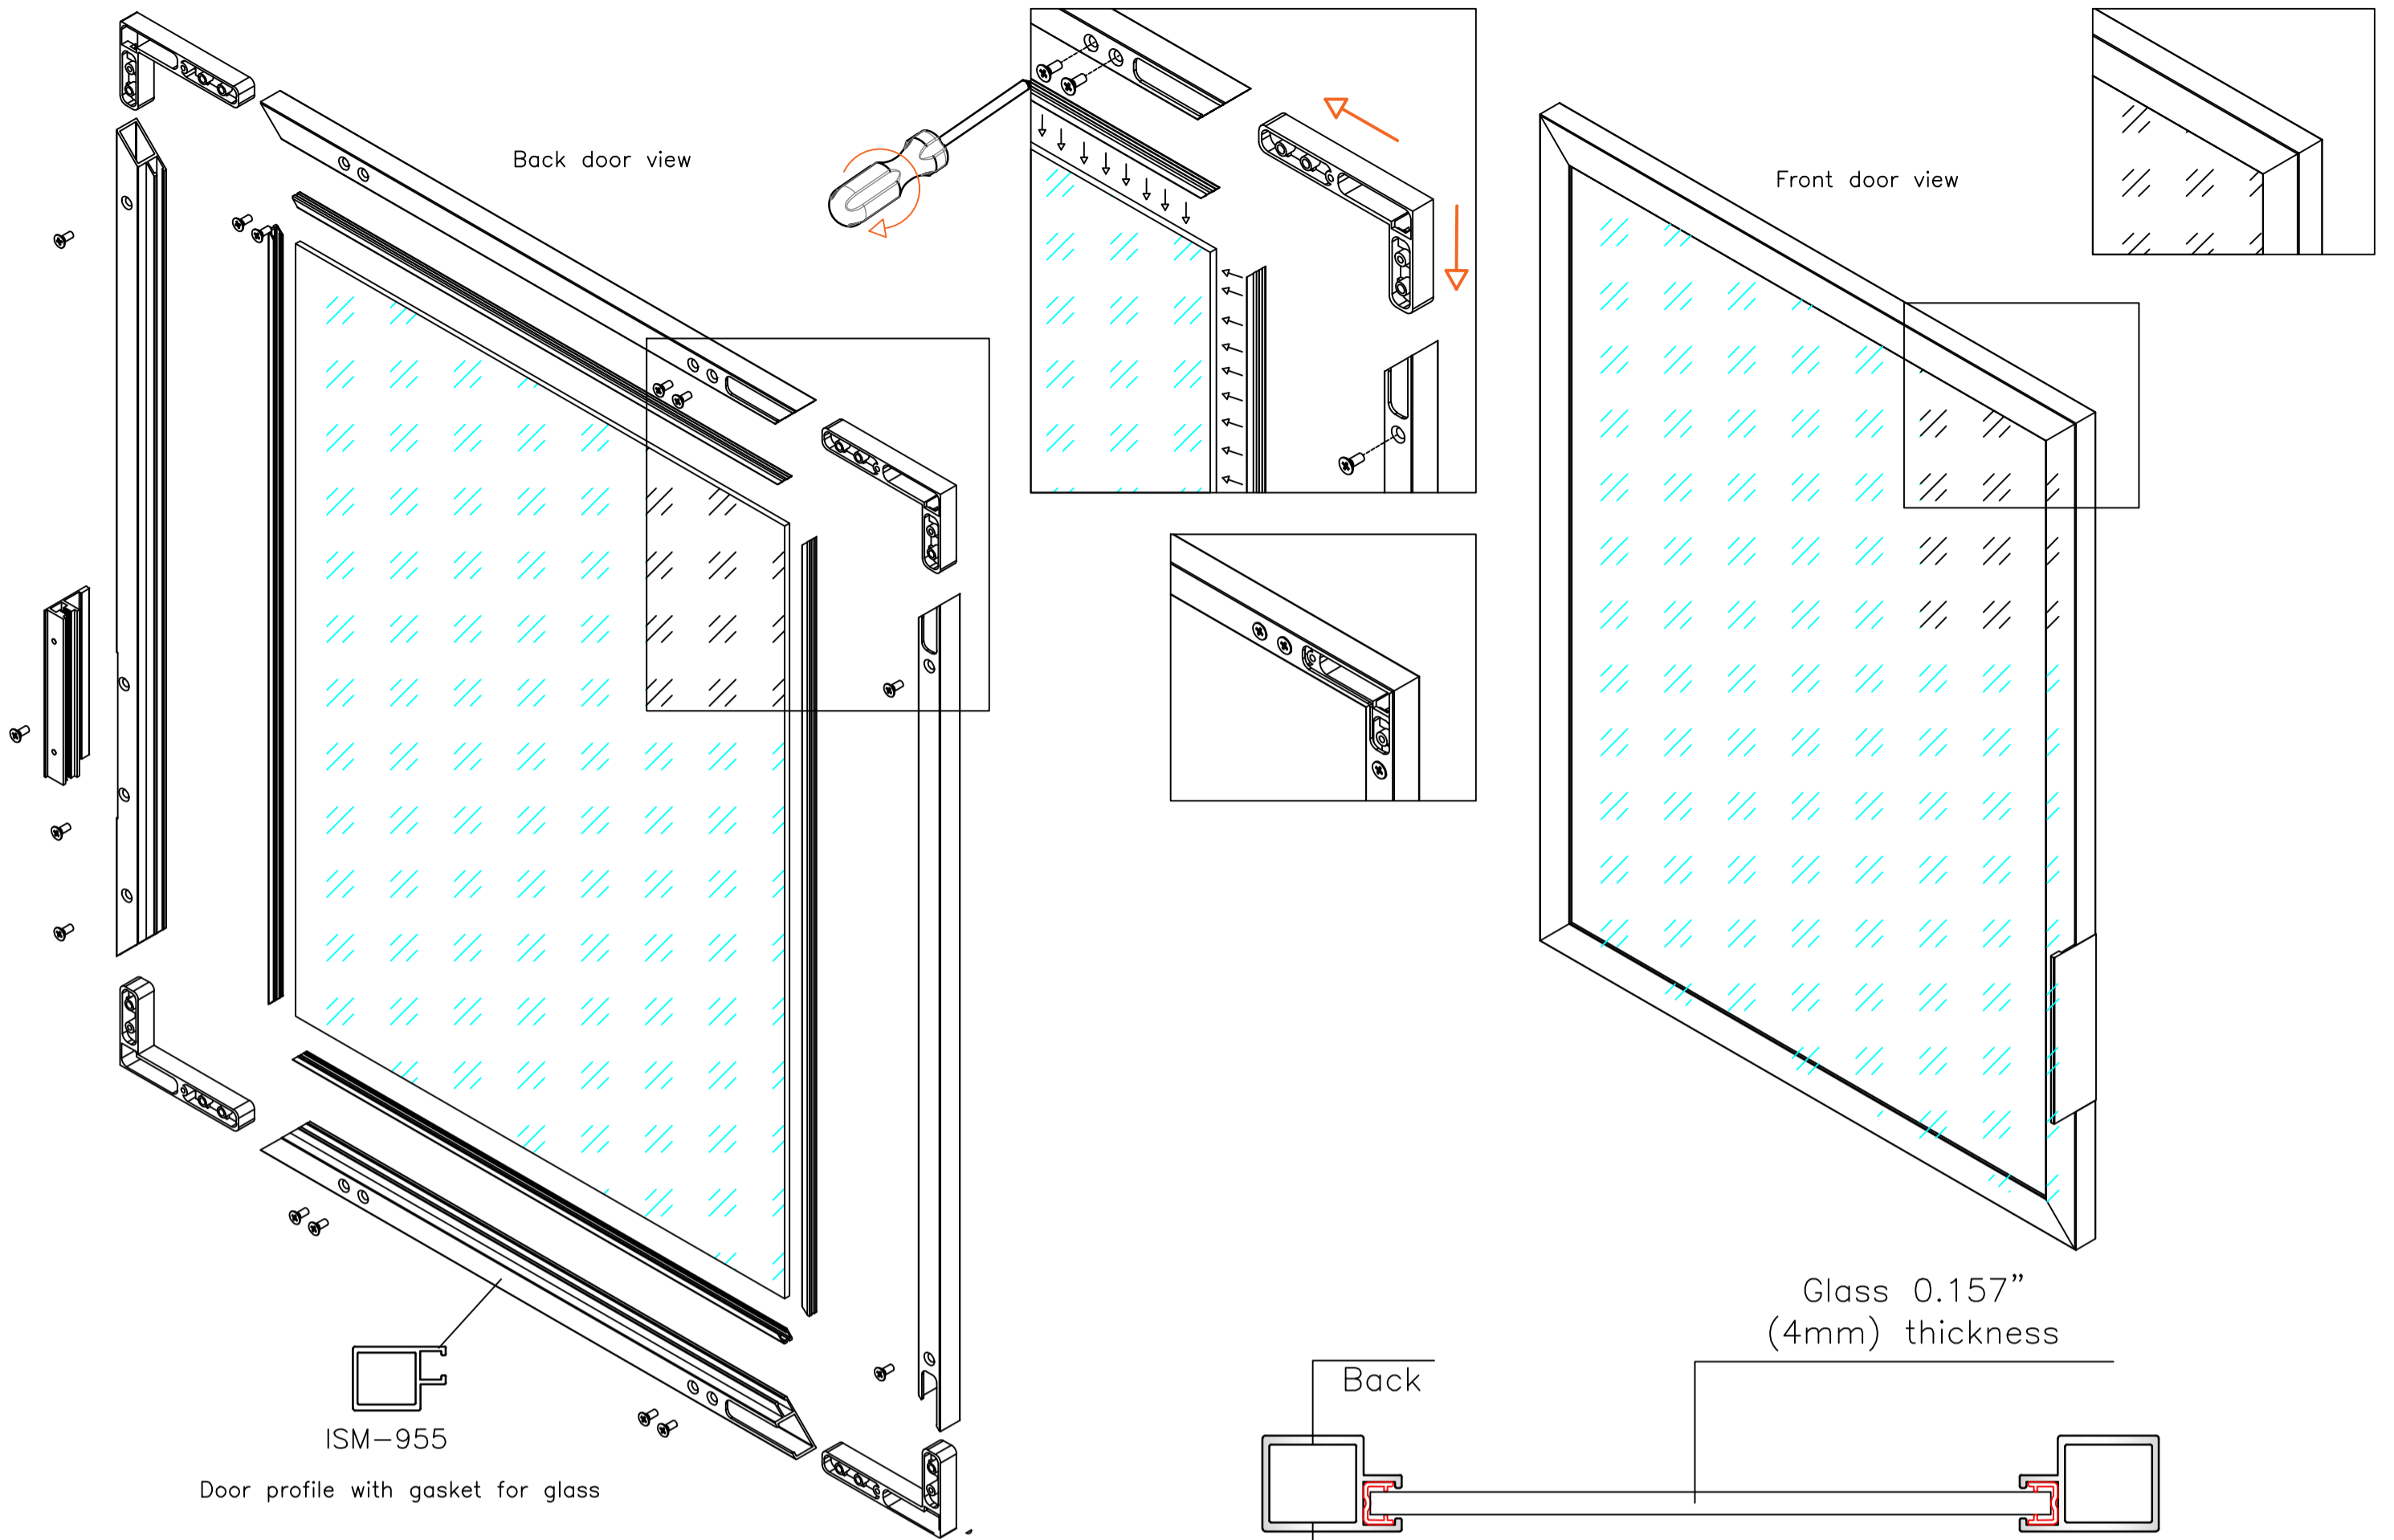 Back door view
Front door view
Glass 0.157”
(4mm) thickness
Back
ISM-955
Door profile with gasket for glass